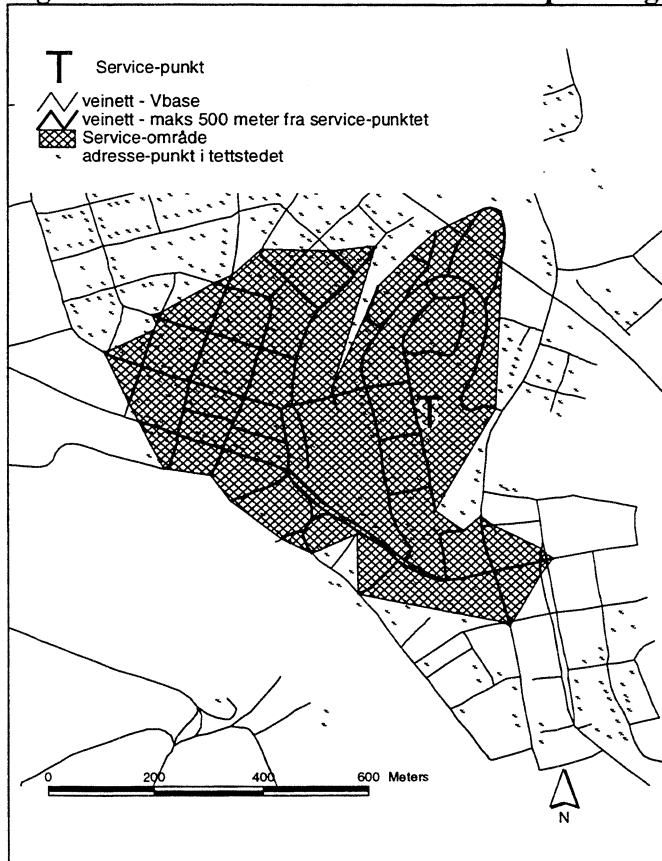 T Service-punkt
veinett - Vbase
veinett - maks 500 meter fra service-punktet
Service-område
adresse-punkt i tettstedet
T
0 200 400 600 Meters
N